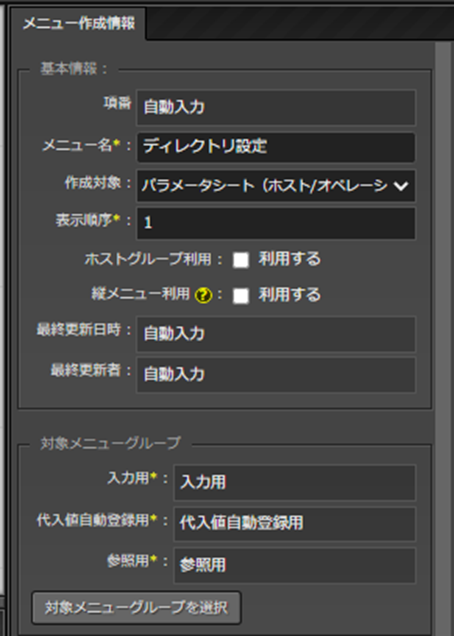 メニュー作成情報
基本情報：
項番 自動入力
メニュー名*： ディレクトリ設定
作成対象： パラメータシート（ホスト/オペレーシ
表示順序*： 1
ホストグループ利用： 利用する
縦メニュー利用 ?： 利用する
最終更新日時： 自動入力
最終更新者： 自動入力
対象メニューグループ
入力用*： 入力用
代入値自動登録用*： 代入値自動登録用
参照用*： 参照用
対象メニューグループを選択